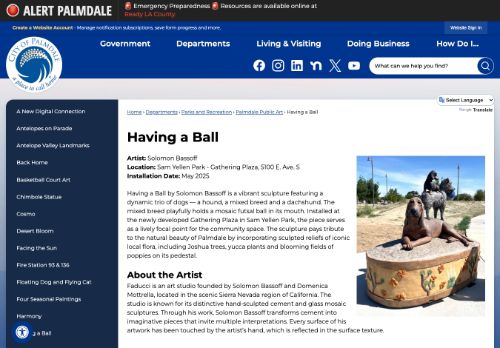 ALERT PALMDALE
🚨 Emergency Preparedness 🚨 Resources are available online at
Ready LA County.
Create a Website Account - Manage notification subscriptions, save form progress and more.
Website Sign In
CITY OF PALMDALE
a place to call home
Government
Departments
Living & Visiting
Doing Business
How Do I...
What can we help you find?
Select Language
Google Translate
A New Digital Connection
Antelopes on Parade
Antelope Valley Landmarks
Back Home
Basketball Court Art
Chimbole Statue
Cosmo
Desert Bloom
Facing the Sun
Fire Station 93 & 136
Floating Dog and Flying Cat
Four Seasonal Paintings
Harmony
g a Ball
Home › Departments › Parks and Recreation › Palmdale Public Art › Having a Ball
Having a Ball
Artist: Solomon Bassoff
Location: Sam Yellen Park - Gathering Plaza, 5100 E. Ave. S
Installation Date: May 2025
Having a Ball by Solomon Bassoff is a vibrant sculpture featuring a
dynamic trio of dogs — a hound, a mixed breed and a dachshund. The
mixed breed playfully holds a mosaic futbal ball in its mouth. Installed at
the newly developed Gathering Plaza in Sam Yellen Park, the piece serves
as a lively focal point for the community space. The sculpture pays tribute
to the natural beauty of Palmdale by incorporating sculpted reliefs of iconic
local flora, including Joshua trees, yucca plants and blooming fields of
poppies on its pedestal.
About the Artist
Faducci is an art studio founded by Solomon Bassoff and Domenica
Mottrella, located in the scenic Sierra Nevada region of California. The
studio is known for its distinctive hand-sculpted cement and glass mosaic
sculptures. Through his work, Solomon Bassoff transforms cement into
imaginative pieces that invite multiple interpretations. Every surface of his
artwork has been touched by the artist's hand, which is reflected in the surface texture.